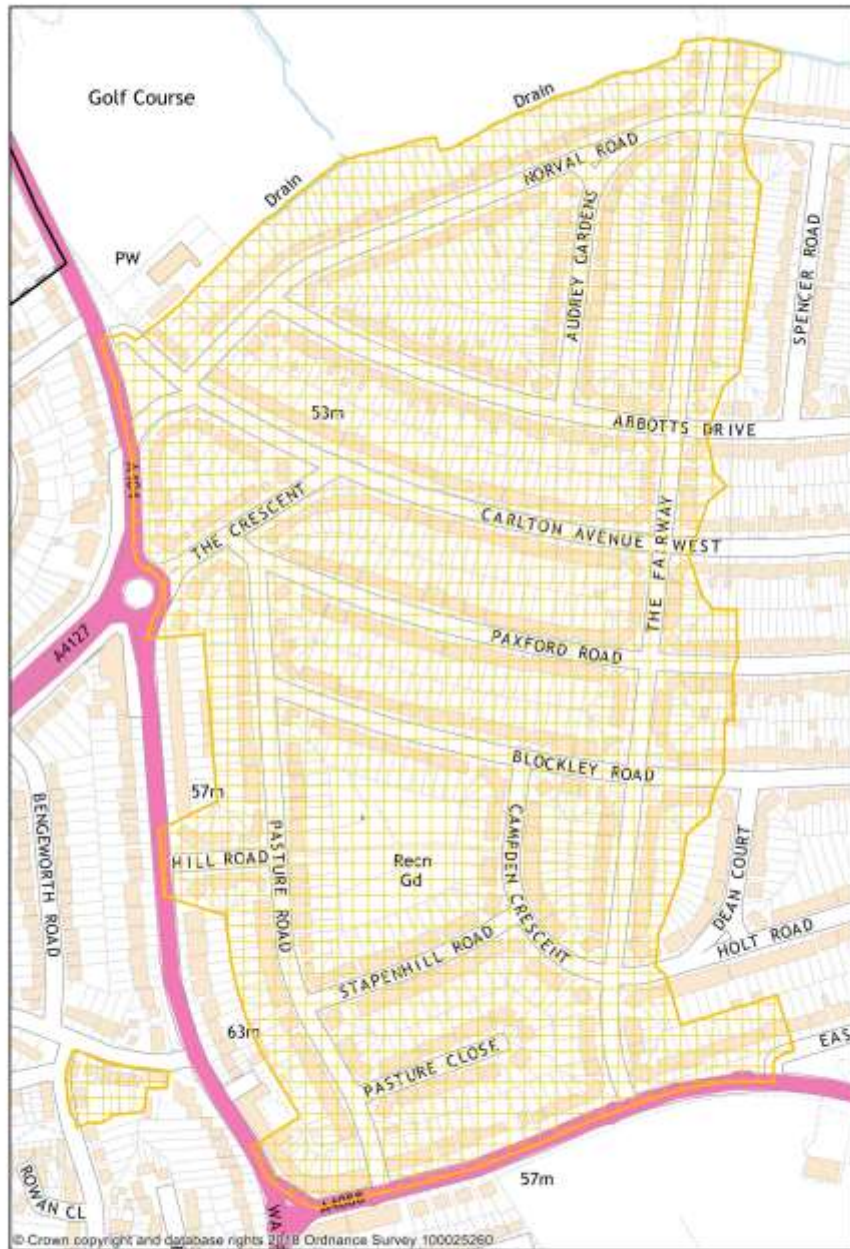 Golf Course
Drain
Drain
NORVAL ROAD
PW
AUDREY GARDENS
SPENCER ROAD
53m
ABBOTTS DRIVE
THE CRESCENT
CARLTON AVENUE WEST
THE FAIRWAY
A4127
PAXFORD ROAD
BLOCKLEY ROAD
57m
BENGEWORTH ROAD
HILL ROAD
PASTURE ROAD
Recn
Gd
CAMPDEN CRESCENT
DEAN COURT
HOLT ROAD
STAPENHILL ROAD
63m
PASTURE CLOSE
EAS
ROWAN CL
57m
WAT
© Crown copyright and database rights 2018 Ordnance Survey 100025260